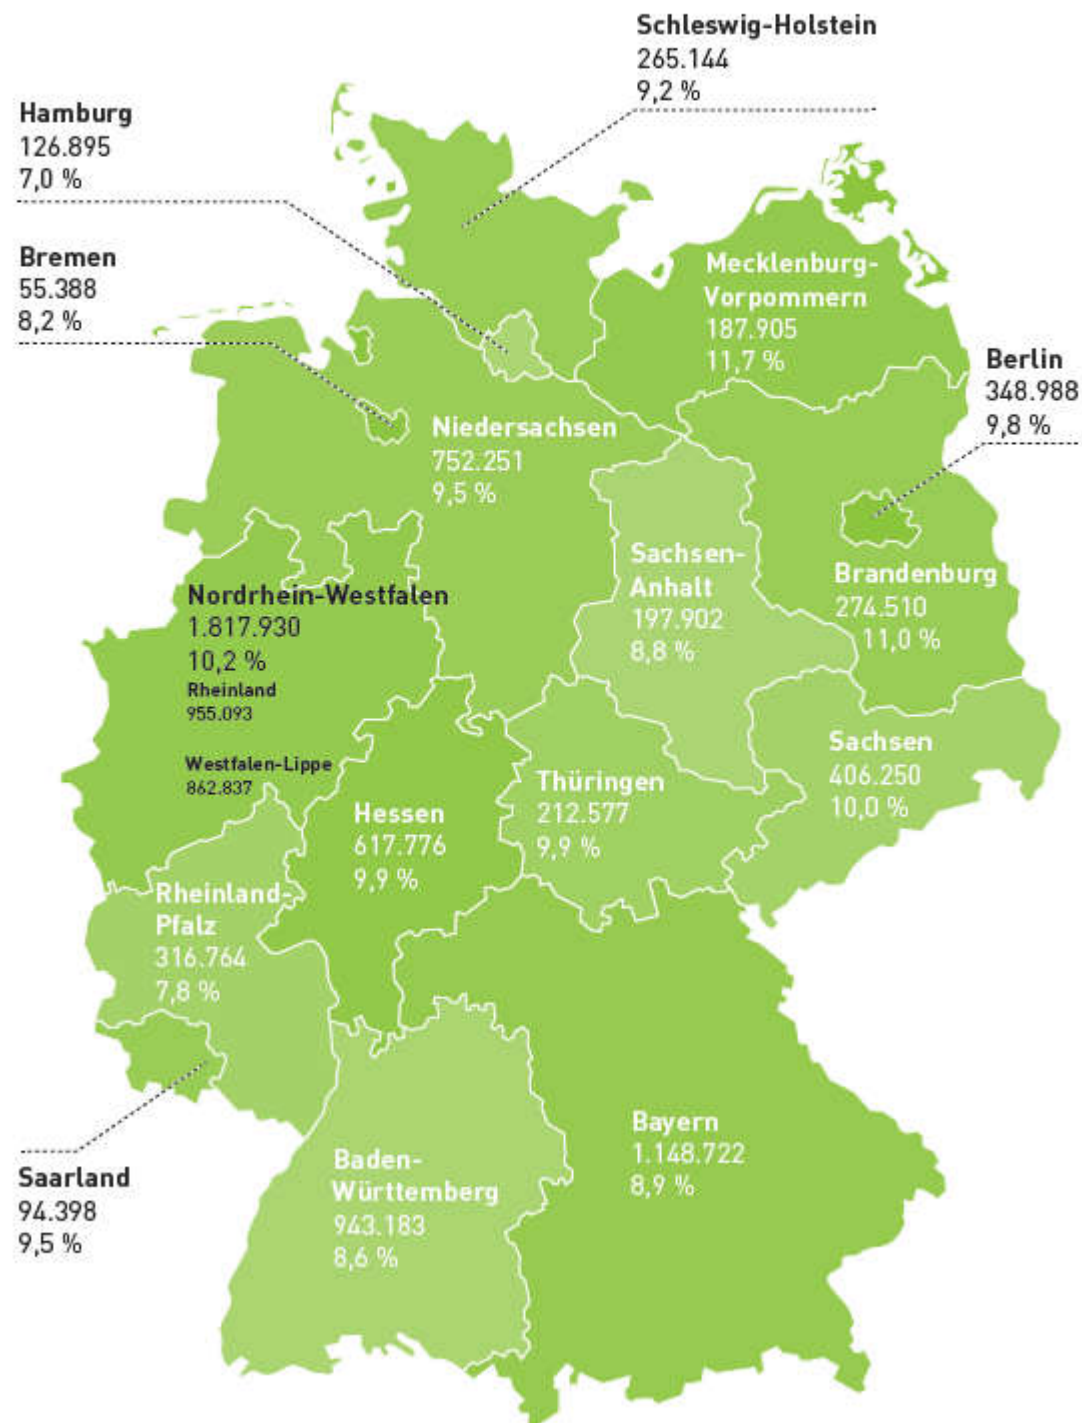 Schleswig-Holstein
265.144
9,2 %
Hamburg
126.895
7,0 %
Bremen
55.388
8,2 %
Mecklenburg-
Vorpommern
187.905
11,7 %
Berlin
348.988
9,8 %
Niedersachsen
752.251
9,5 %
Sachsen-
Anhalt
197.902
8,8 %
Brandenburg
274.510
11,0 %
Nordrhein-Westfalen
1.817.930
10,2 %
Rheinland
955.093
Westfalen-Lippe
862.837
Sachsen
406.250
10,0 %
Thüringen
212.577
9,9 %
Hessen
617.776
9,9 %
Rheinland-
Pfalz
316.764
7,8 %
Saarland
94.398
9,5 %
Baden-
Württemberg
943.183
8,6 %
Bayern
1.148.722
8,9 %